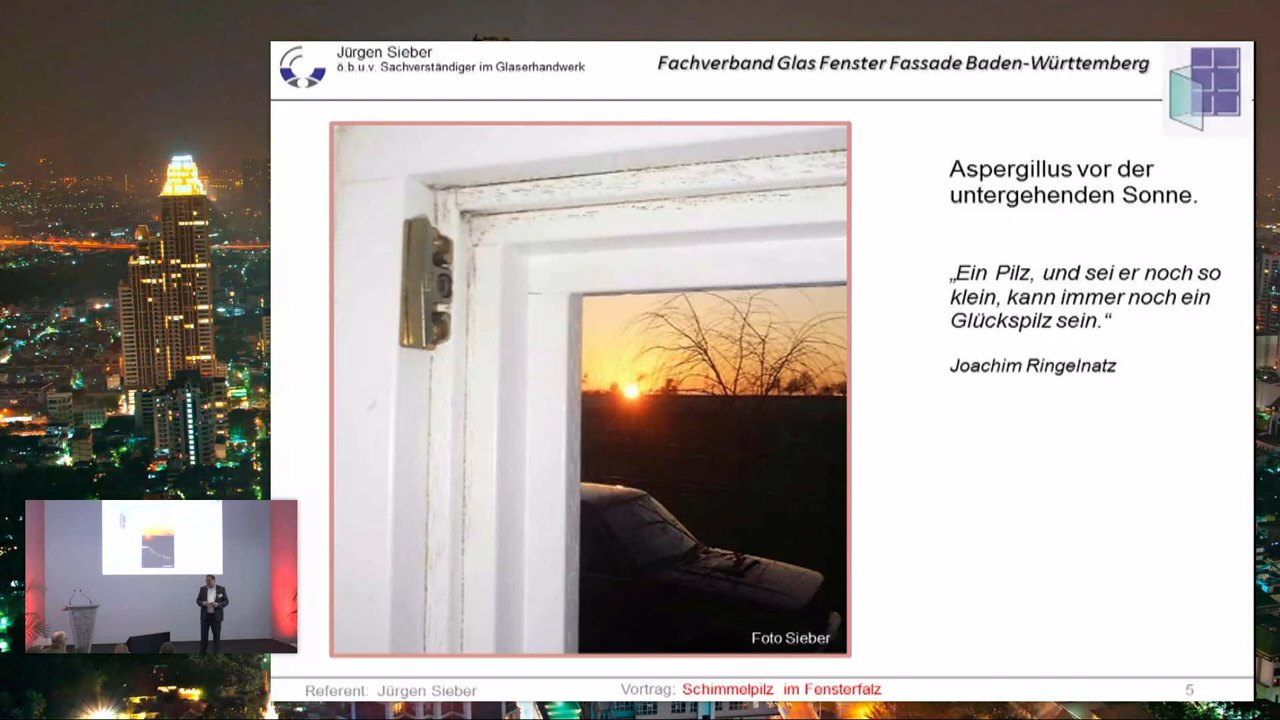 Jürgen Sieber
ö.b.u.v. Sachverständiger im Glaserhandwerk
Fachverband Glas Fenster Fassade Baden-Württemberg
Aspergillus vor der
untergehenden Sonne.
„Ein Pilz, und sei er noch so
klein, kann immer noch ein
Glückspilz sein.“
Joachim Ringelnatz
Foto Sieber
Referent: Jürgen Sieber
Vortrag: Schimmelpilz im Fensterfalz
5